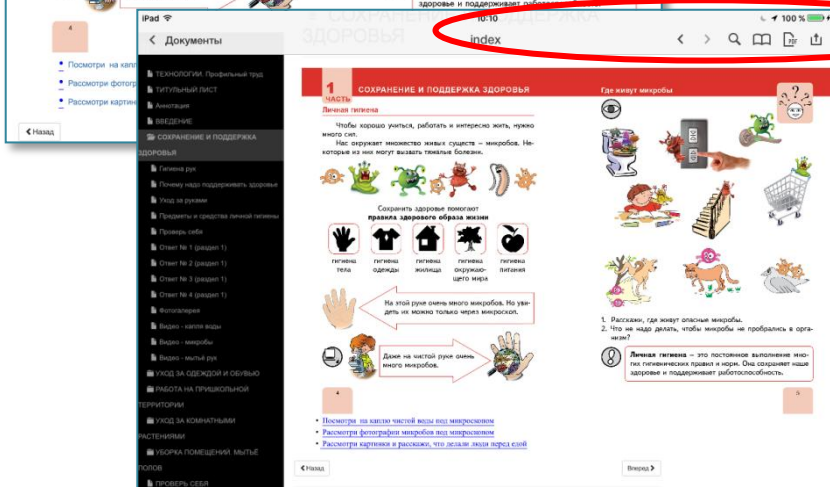 здоровье и поддерживает работоспособность.
4
• Посмотри на капл
• Рассмотри фотогр
• Рассмотри картин
Назад
iPad
10:10
100 %
Документы
СОХРАНЕНИЕ И ПОДДЕРЖКА
ЗДОРОВЬЯ
index
PDF
ТЕХНОЛОГИИ. Профильный труд
ТИТУЛЬНЫЙ ЛИСТ
Аннотация
ВВЕДЕНИЕ
СОХРАНЕНИЕ И ПОДДЕРЖКА
ЗДОРОВЬЯ
Гигиена рук
Почему надо поддерживать здоровье
Уход за руками
Предметы и средства личной гигиены
Проверь себя
Ответ № 1 (раздел 1)
Ответ № 2 (раздел 1)
Ответ № 3 (раздел 1)
Ответ № 4 (раздел 1)
Фотогалерея
Видео - капля воды
Видео - микробы
Видео - мытьё рук
УХОД ЗА ОДЕЖДОЙ И ОБУВЬЮ
РАБОТА НА ПРИШКОЛЬНОЙ
ТЕРРИТОРИИ
УХОД ЗА КОМНАТНЫМИ
РАСТЕНИЯМИ
УБОРКА ПОМЕЩЕНИЙ. МЫТЬЁ
ПОЛОВ
ПРОВЕРЬ СЕБЯ
1
ЧАСТЬ
СОХРАНЕНИЕ И ПОДДЕРЖКА ЗДОРОВЬЯ
Личная гигиена
Чтобы хорошо учиться, работать и интересно жить, нужно
много сил.
Нас окружает множество живых существ – микробов. Не-
которые из них могут вызвать тяжёлые болезни.
Сохранить здоровье помогают
правила здорового образа жизни
гигиена тела
гигиена одежды
гигиена жилища
гигиена окружаю-щего мира
гигиена питания
На этой руке очень много микробов. Но уви-
деть их можно только через микроскоп.
Даже на чистой руке очень
много микробов.
4
• Посмотри на каплю чистой воды под микроскопом
• Рассмотри фотографии микробов под микроскопом
• Рассмотри картинки и расскажи, что делали люди перед едой
Назад
Где живут микробы
1. Расскажи, где живут опасные микробы.
2. Что не надо делать, чтобы микробы не пробрались в орга-
низм?
Личная гигиена – это постоянное выполнение мно-
гих гигиенических правил и норм. Она сохраняет наше
здоровье и поддерживает работоспособность.
5
Вперед